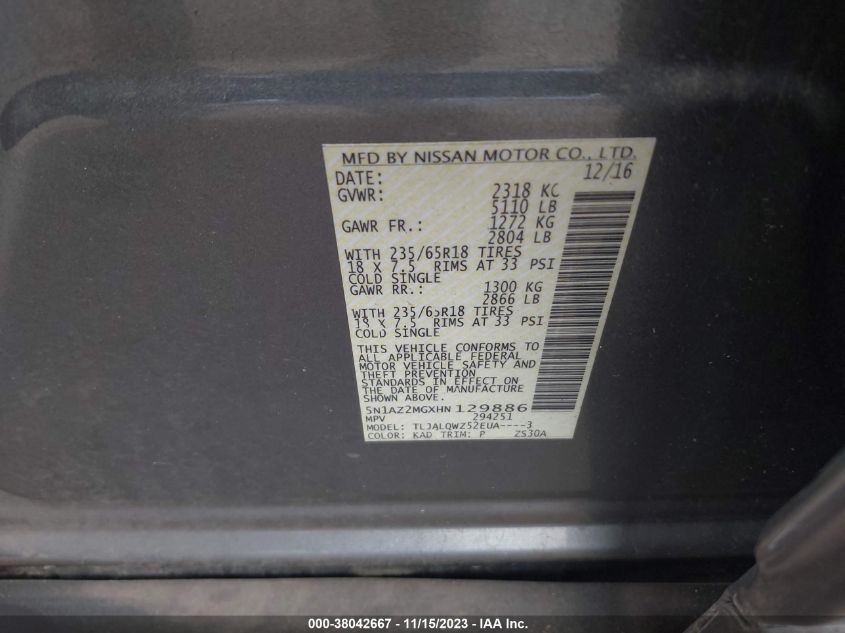 MFD BY NISSAN MOTOR CO., LTD.
DATE: 12/16
GVWR: 2318 KG
5110 LB
GAWR FR.: 1272 KG
2804 LB
WITH 235/65R18 TIRES
18 X 7.5 RIMS AT 33 PSI
COLD SINGLE
GAWR RR.: 1300 KG
2866 LB
WITH 235/65R18 TIRES
18 X 7.5 RIMS AT 33 PSI
COLD SINGLE
THIS VEHICLE CONFORMS TO
ALL APPLICABLE FEDERAL
MOTOR VEHICLE SAFETY AND
THEFT PREVENTION
STANDARDS IN EFFECT ON
THE DATE OF MANUFACTURE
SHOWN ABOVE.
5N1AZ2MGXHN 129886
MPV 294251
MODEL: TLJALQWZ52EUA----3
COLOR: KAD TRIM: P ZS30A
000-38042667 - 11/15/2023 - IAA Inc.